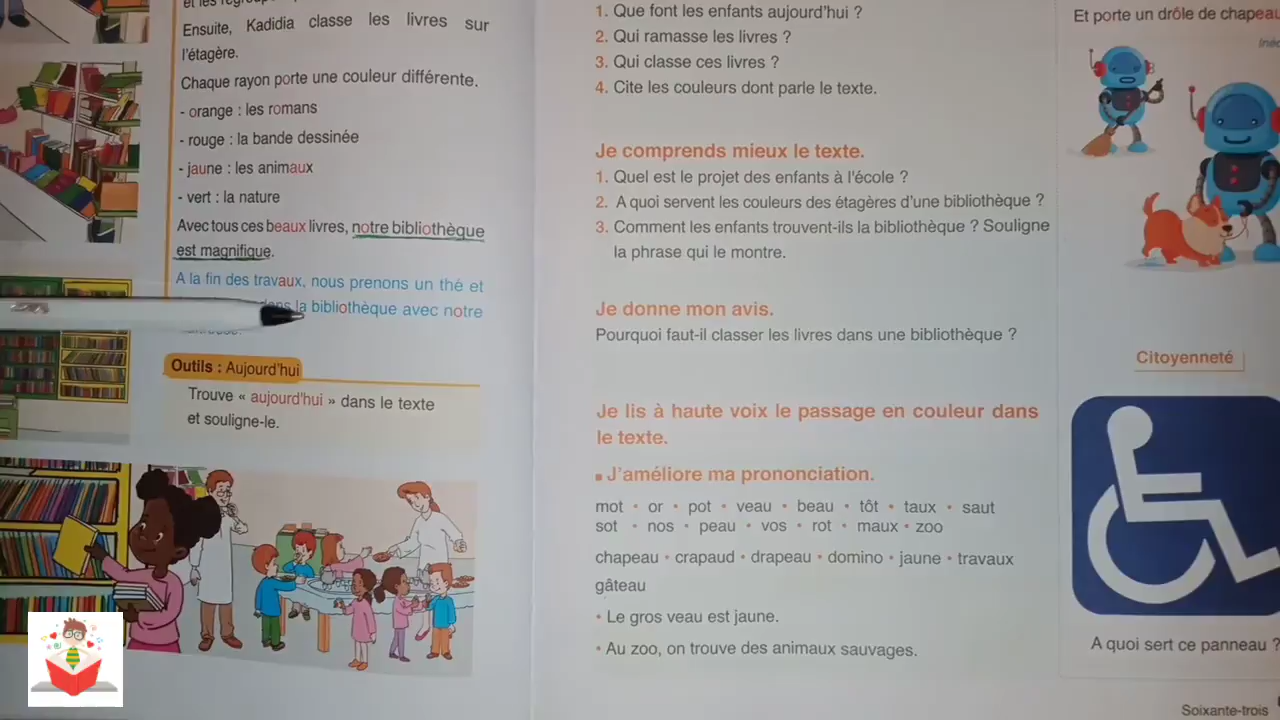 et les
Ensuite, Kadidia classe les livres sur
l'étagère.
Chaque rayon porte une couleur différente.
- orange : les romans
- rouge : la bande dessinée
- jaune : les animaux
- vert : la nature
Avec tous ces beaux livres, notre bibliothèque
est magnifique.
A la fin des travaux, nous prenons un thé et
la bibliothèque avec notre
Outils : Aujourd'hui
Trouve « aujourd'hui » dans le texte
et souligne-le.
1. Que font les enfants aujourd'hui ?
2. Qui ramasse les livres ?
3. Qui classe ces livres ?
4. Cite les couleurs dont parle le texte.
Je comprends mieux le texte.
1. Quel est le projet des enfants à l'école ?
2. A quoi servent les couleurs des étagères d'une bibliothèque ?
3. Comment les enfants trouvent-ils la bibliothèque ? Souligne
la phrase qui le montre.
Je donne mon avis.
Pourquoi faut-il classer les livres dans une bibliothèque ?
Je lis à haute voix le passage en couleur dans
le texte.
▪ J'améliore ma prononciation.
mot • or • pot • veau • beau • tôt • taux • saut
sot • nos • peau • vos • rot • maux • zoo
chapeau • crapaud • drapeau • domino • jaune • travaux
gâteau
• Le gros veau est jaune.
• Au zoo, on trouve des animaux sauvages.
Et porte un drôle de chapeau
Citoyenneté
A quoi sert ce panneau ?
Soixante-trois